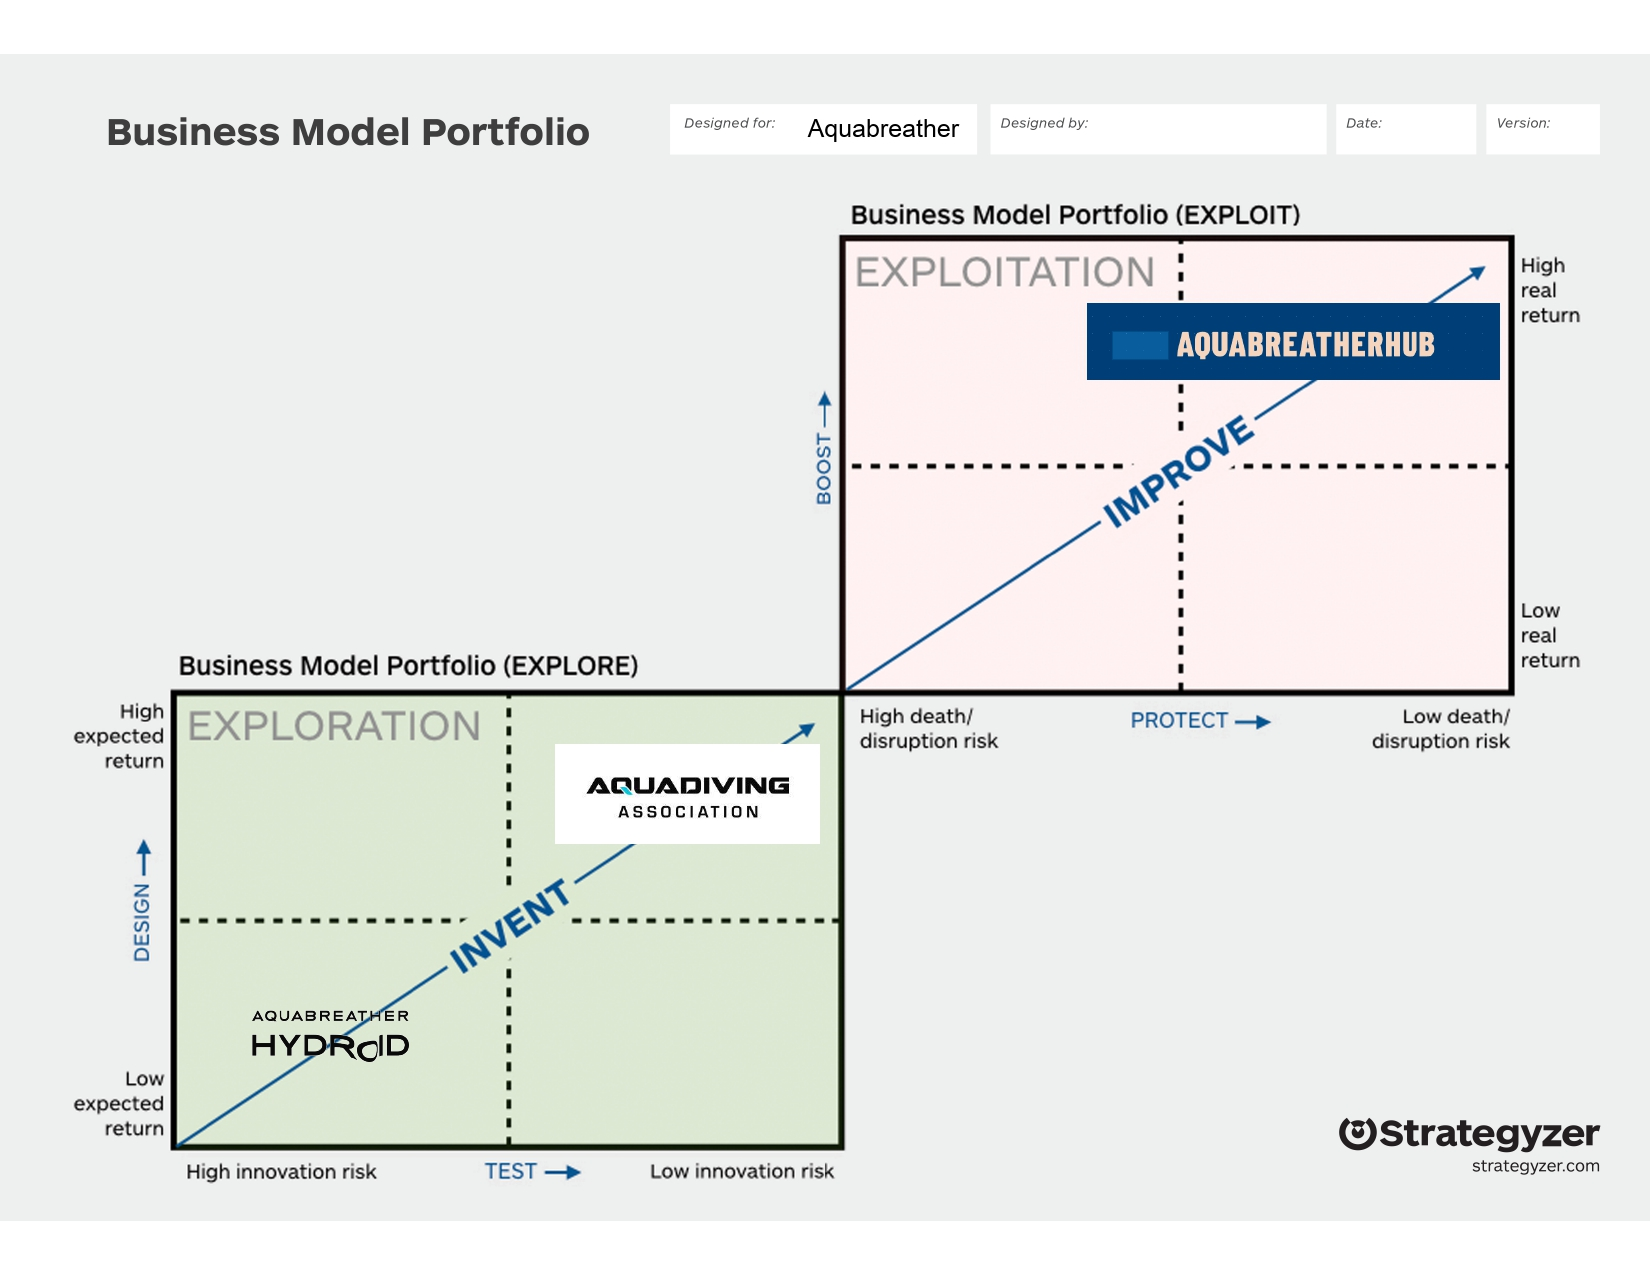 Business Model Portfolio
Designed for: Aquabreather
Designed by:
Date:
Version:
Business Model Portfolio (EXPLOIT)
EXPLOITATION
AQUABREATHERHUB
High
real
return
BOOST
IMPROVE
Low
real
return
High death/
disruption risk
PROTECT
Low death/
disruption risk
Business Model Portfolio (EXPLORE)
High
expected
return
EXPLORATION
AQUADIVING
ASSOCIATION
DESIGN
INVENT
AQUABREATHER
HYDROID
Low
expected
return
High innovation risk
TEST
Low innovation risk
Strategyzer
strategyzer.com